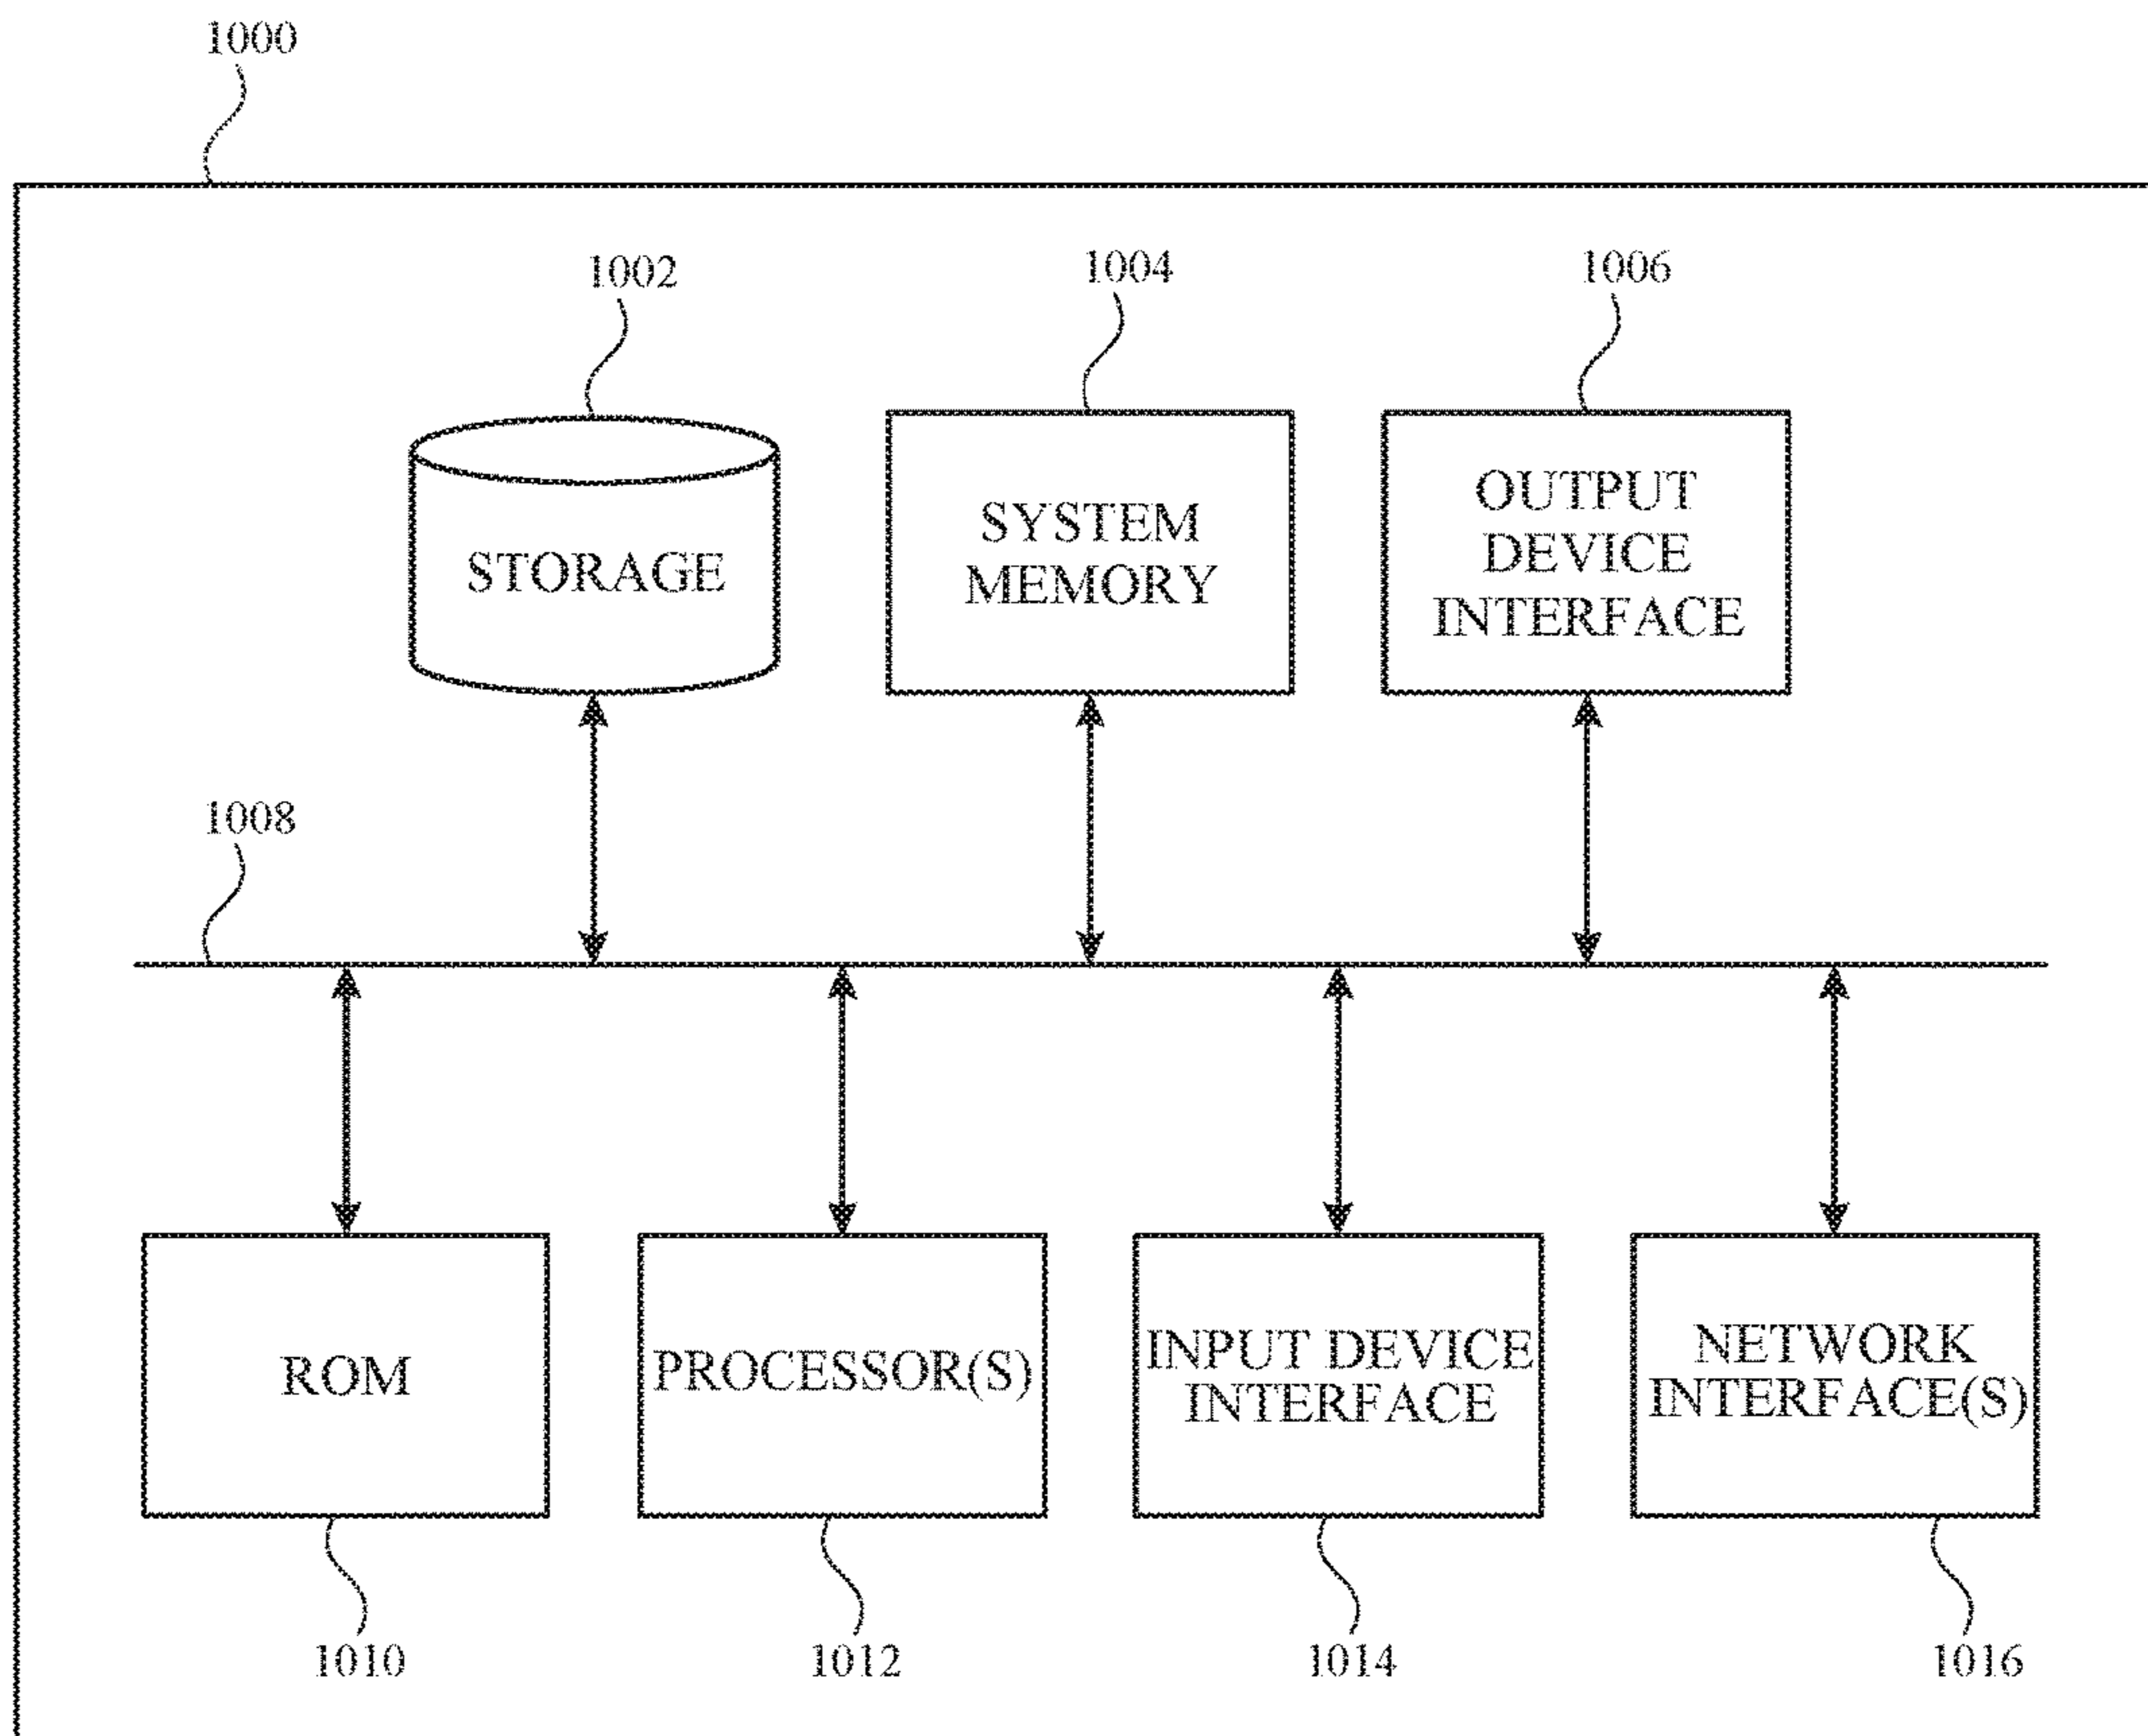 1000
1002
1004
1006
STORAGE
SYSTEM
MEMORY
OUTPUT
DEVICE
INTERFACE
1008
ROM
PROCESSOR(S)
INPUT DEVICE
INTERFACE
NETWORK
INTERFACE(S)
1010
1012
1014
1016